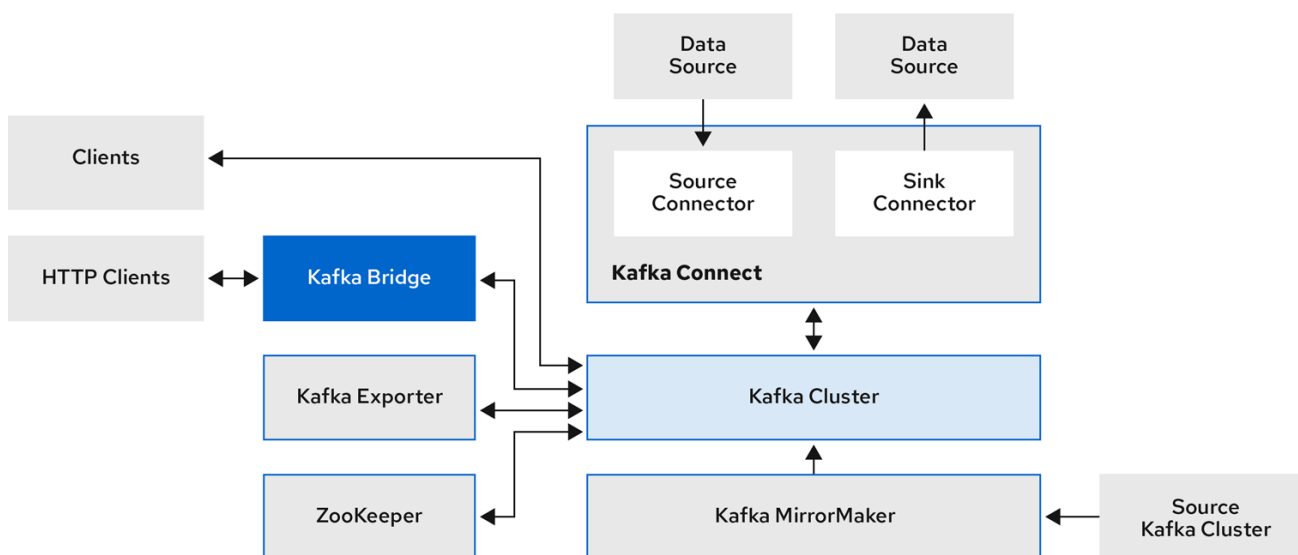 Data
Source
Data
Source
Clients
Source
Connector
Sink
Connector
HTTP Clients
Kafka Bridge
Kafka Connect
Kafka Exporter
Kafka Cluster
ZooKeeper
Kafka MirrorMaker
Source
Kafka Cluster